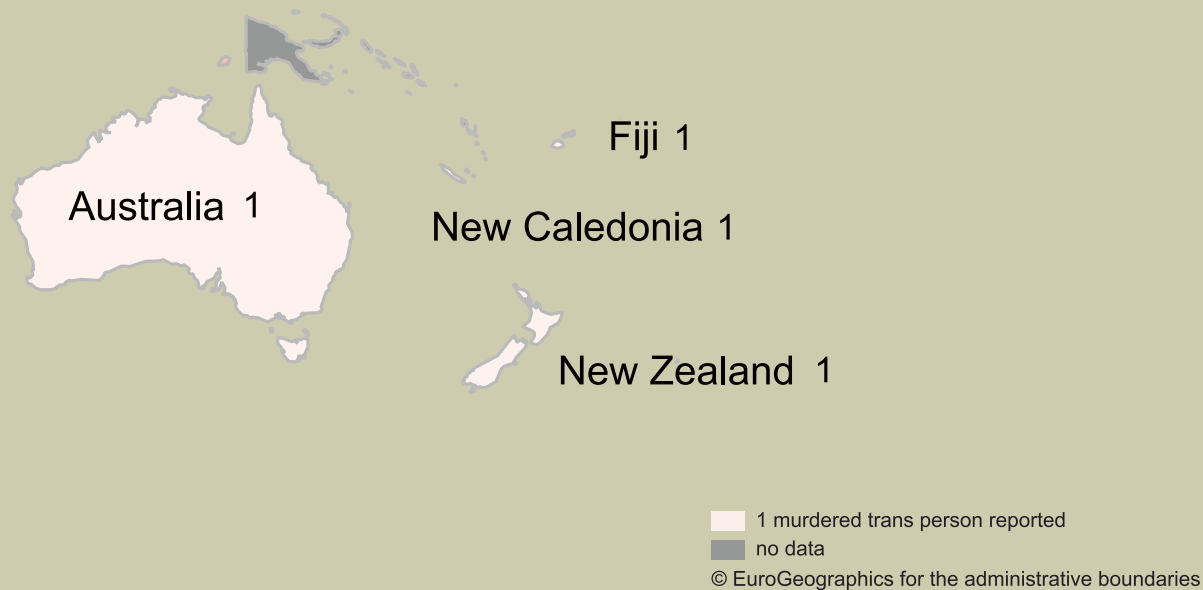 Fiji 1
Australia 1
New Caledonia 1
New Zealand 1
1 murdered trans person reported
no data
© EuroGeographics for the administrative boundaries